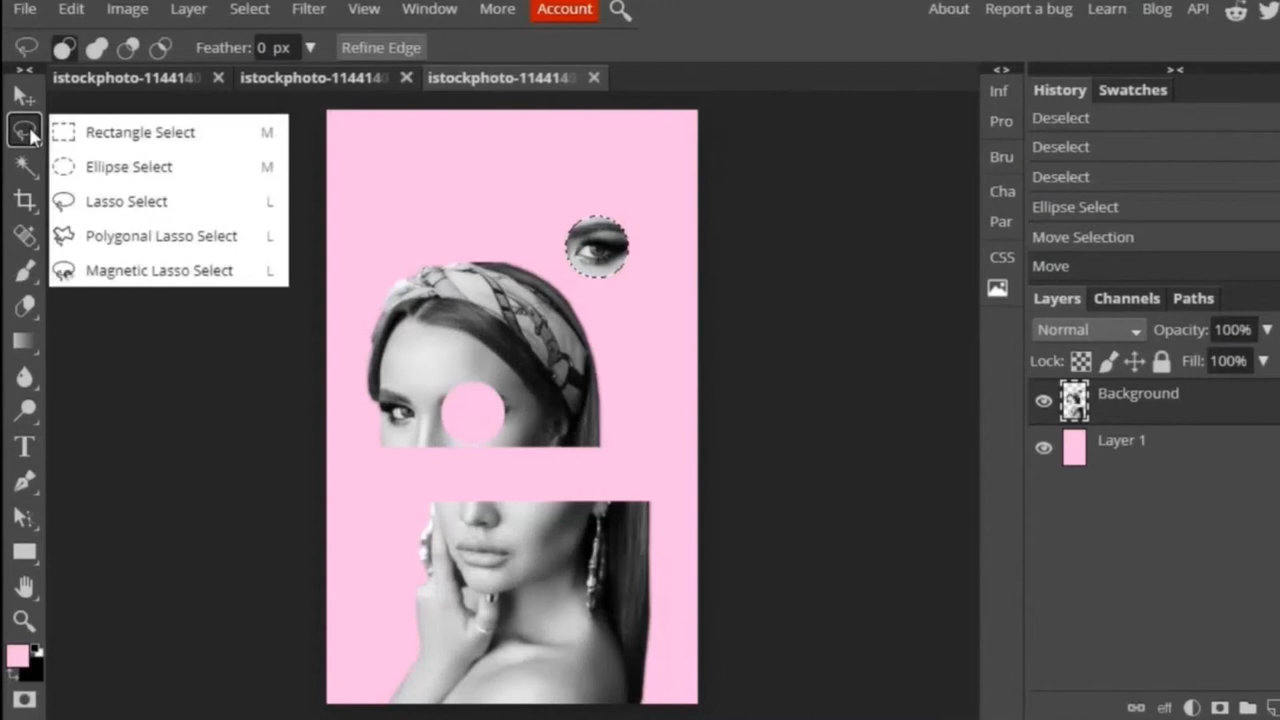 File Edit Image Layer Select Filter View Window More Account About Report a bug Learn Blog API
Feather: 0 px Refine Edge
istockphoto-114414 istockphoto-114414 istockphoto-114414
Rectangle Select M
Ellipse Select M
Lasso Select L
Polygonal Lasso Select L
Magnetic Lasso Select L
Inf
Pro
Bru
Cha
Par
CSS
History Swatches
Deselect
Deselect
Deselect
Ellipse Select
Move Selection
Move
Layers Channels Paths
Normal Opacity: 100%
Lock: Fill: 100%
Background
Layer 1
eff